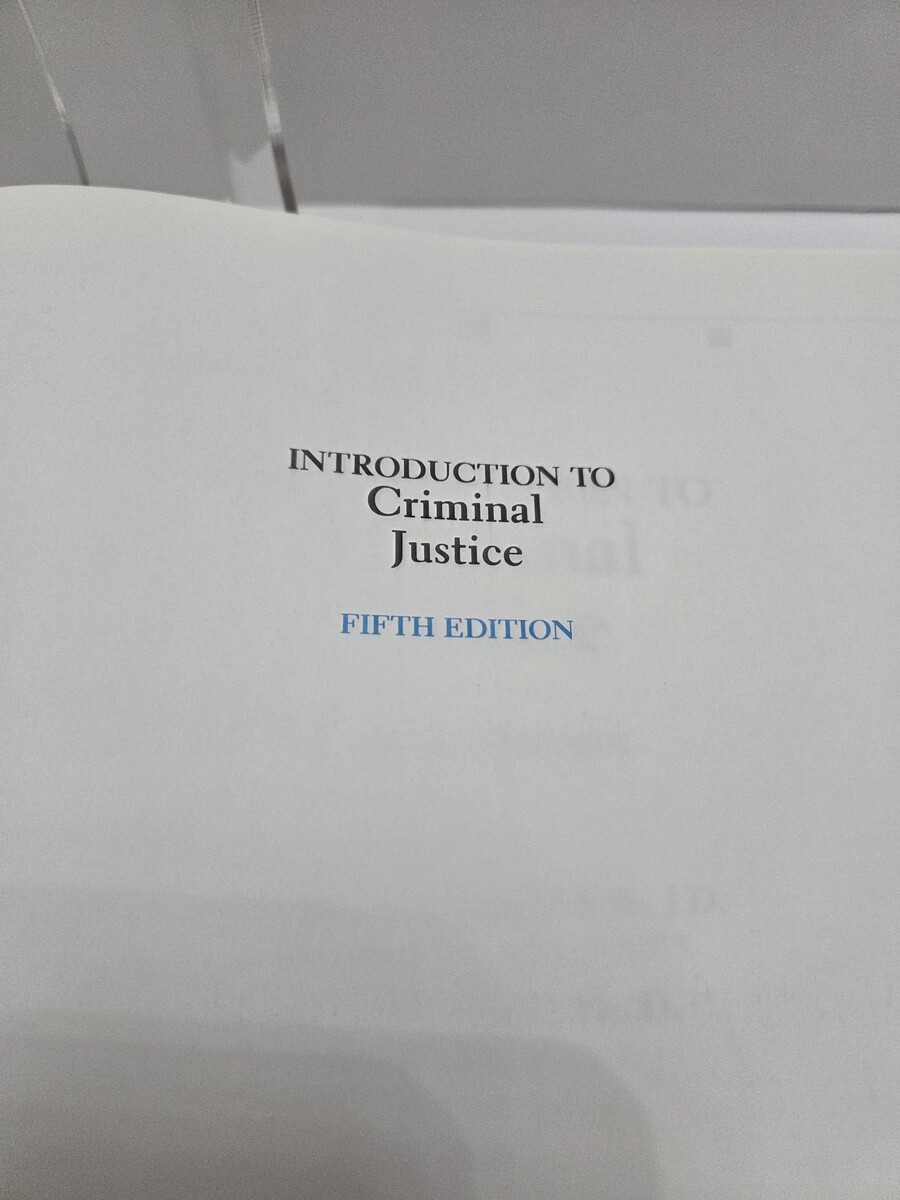 INTRODUCTION TO
Criminal
Justice
FIFTH EDITION